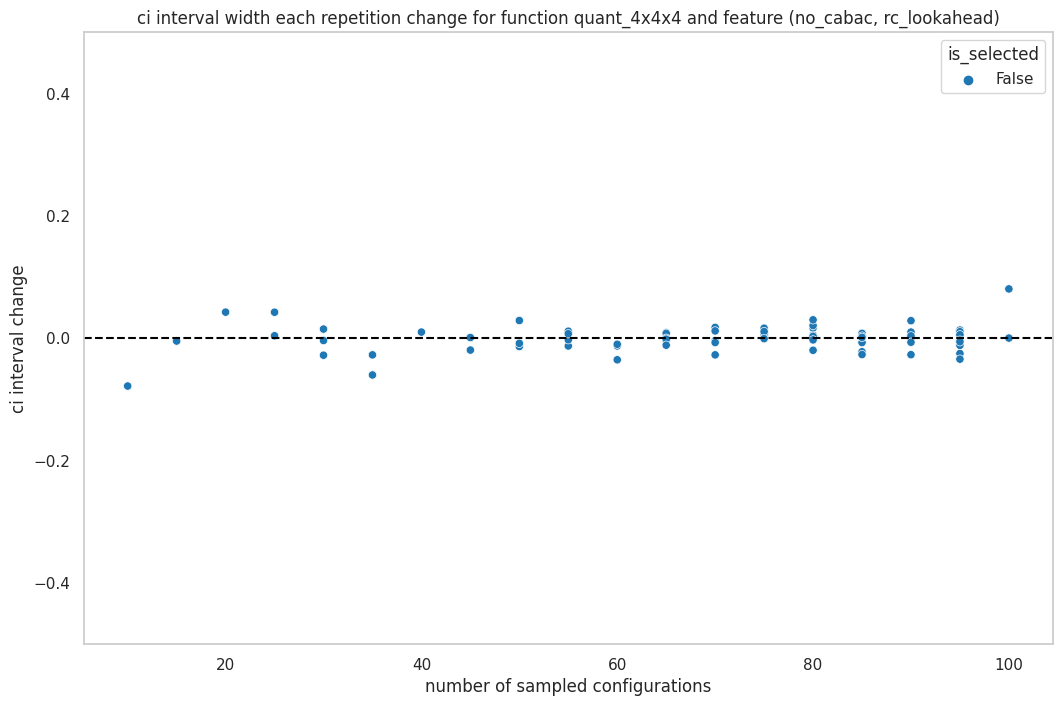 ci interval width each repetition change for function quant_4x4x4 and feature (no_cabac, rc_lookahead)
is_selected
False
ci interval change
0.4
0.2
0.0
−0.2
−0.4
20
40
60
80
100
number of sampled configurations